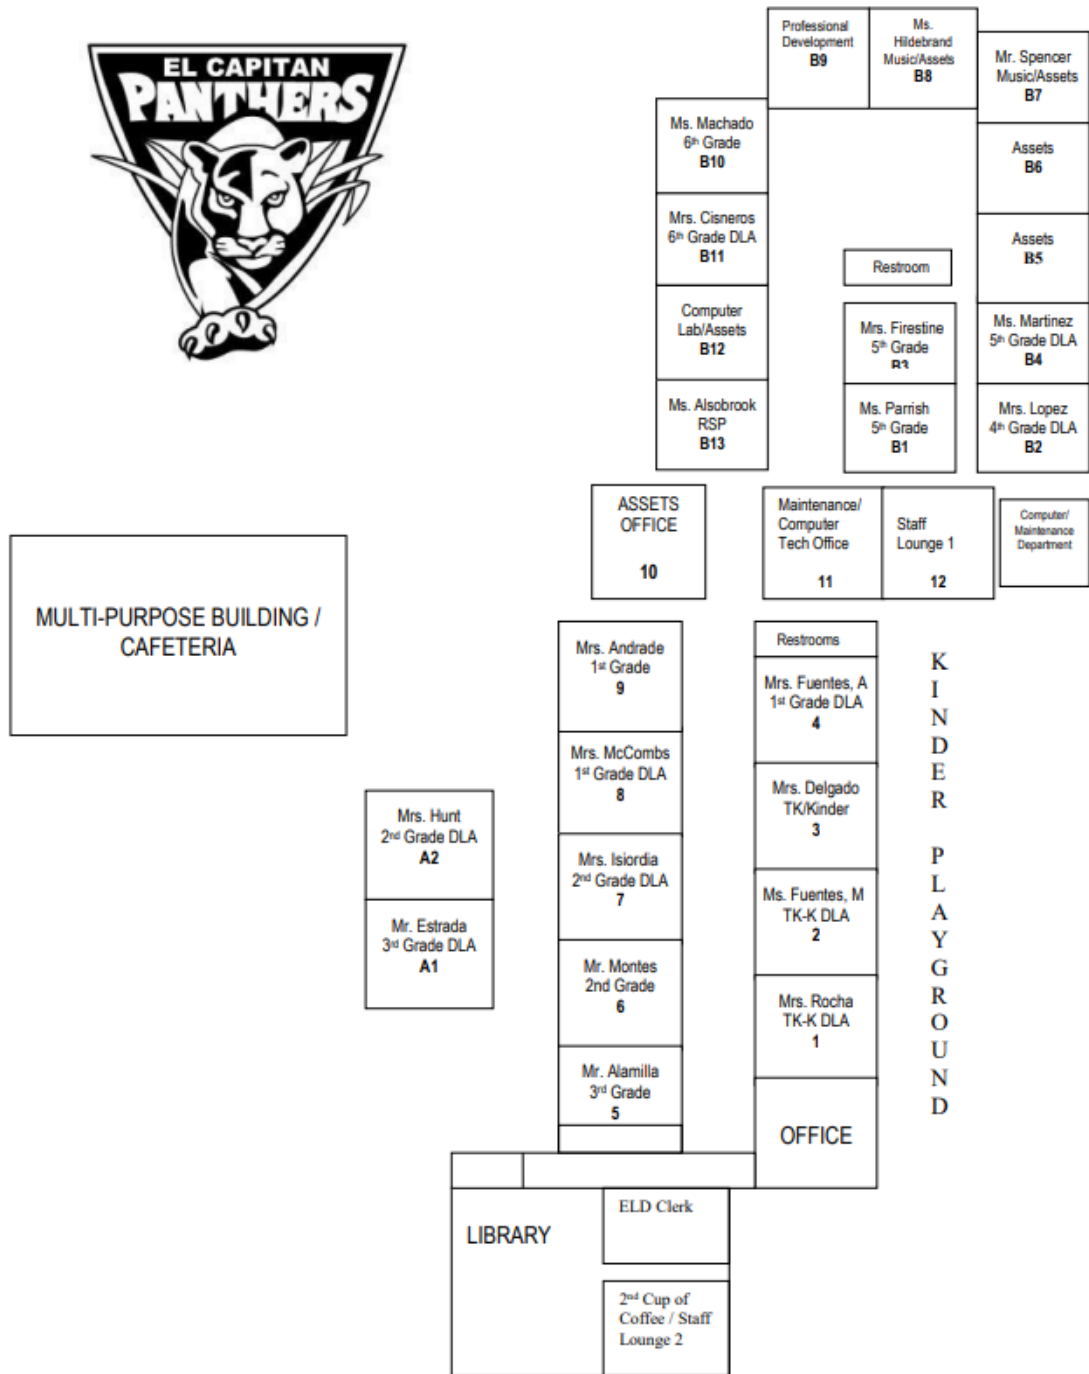 EL CAPITAN
PANTHERS
Professional
Development
B9
Ms.
Hildebrand
Music/Assets
B8
Mr. Spencer
Music/Assets
B7
Ms. Machado
6th Grade
B10
Assets
B6
Mrs. Cisneros
6th Grade DLA
B11
Assets
B5
Restroom
Computer
Lab/Assets
B12
Mrs. Firestine
5th Grade
B3
Ms. Martinez
5th Grade DLA
B4
Ms. Alsobrook
RSP
B13
Ms. Parrish
5th Grade
B1
Mrs. Lopez
4th Grade DLA
B2
ASSETS
OFFICE
10
Maintenance/
Computer
Tech Office
11
Staff
Lounge 1
12
Computer/
Maintenance
Department
MULTI-PURPOSE BUILDING /
CAFETERIA
Mrs. Andrade
1st Grade
9
Restrooms
Mrs. Fuentes, A
1st Grade DLA
4
Mrs. McCombs
1st Grade DLA
8
Mrs. Delgado
TK/Kinder
3
Mrs. Hunt
2nd Grade DLA
A2
Mrs. Isiordia
2nd Grade DLA
7
Ms. Fuentes, M
TK-K DLA
2
Mr. Estrada
3rd Grade DLA
A1
Mr. Montes
2nd Grade
6
Mrs. Rocha
TK-K DLA
1
Mr. Alamilla
3rd Grade
5
OFFICE
KINDER PLAYGROUND
LIBRARY
ELD Clerk
2nd Cup of
Coffee / Staff
Lounge 2